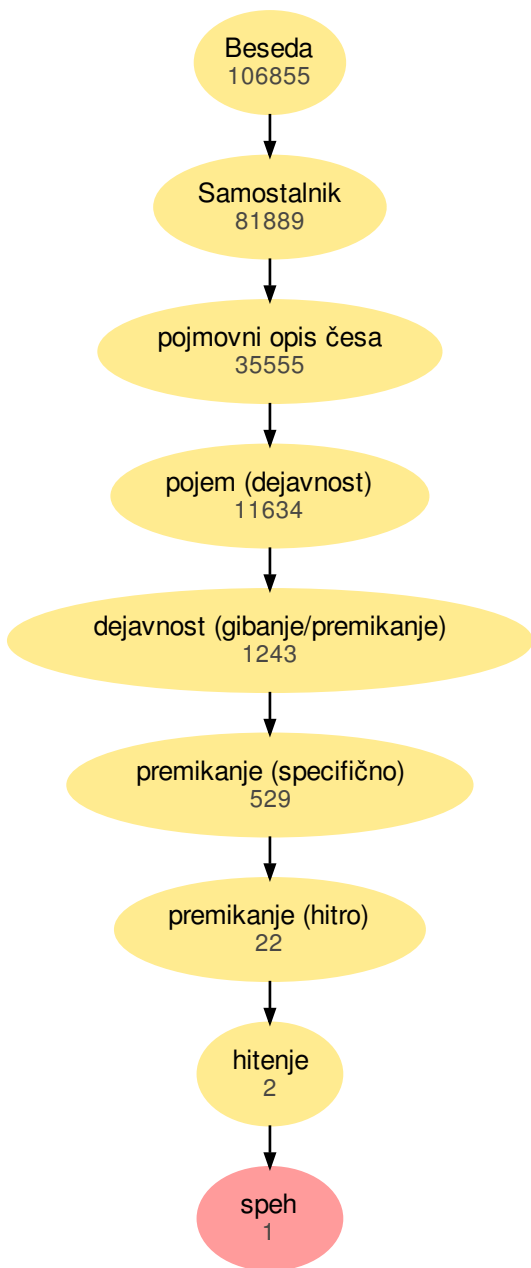 Beseda
106855
Samostalnik
81889
pojmovni opis česa
35555
pojem (dejavnost)
11634
dejavnost (gibanje/premikanje)
1243
premikanje (specifično)
529
premikanje (hitro)
22
hitenje
2
speh
1